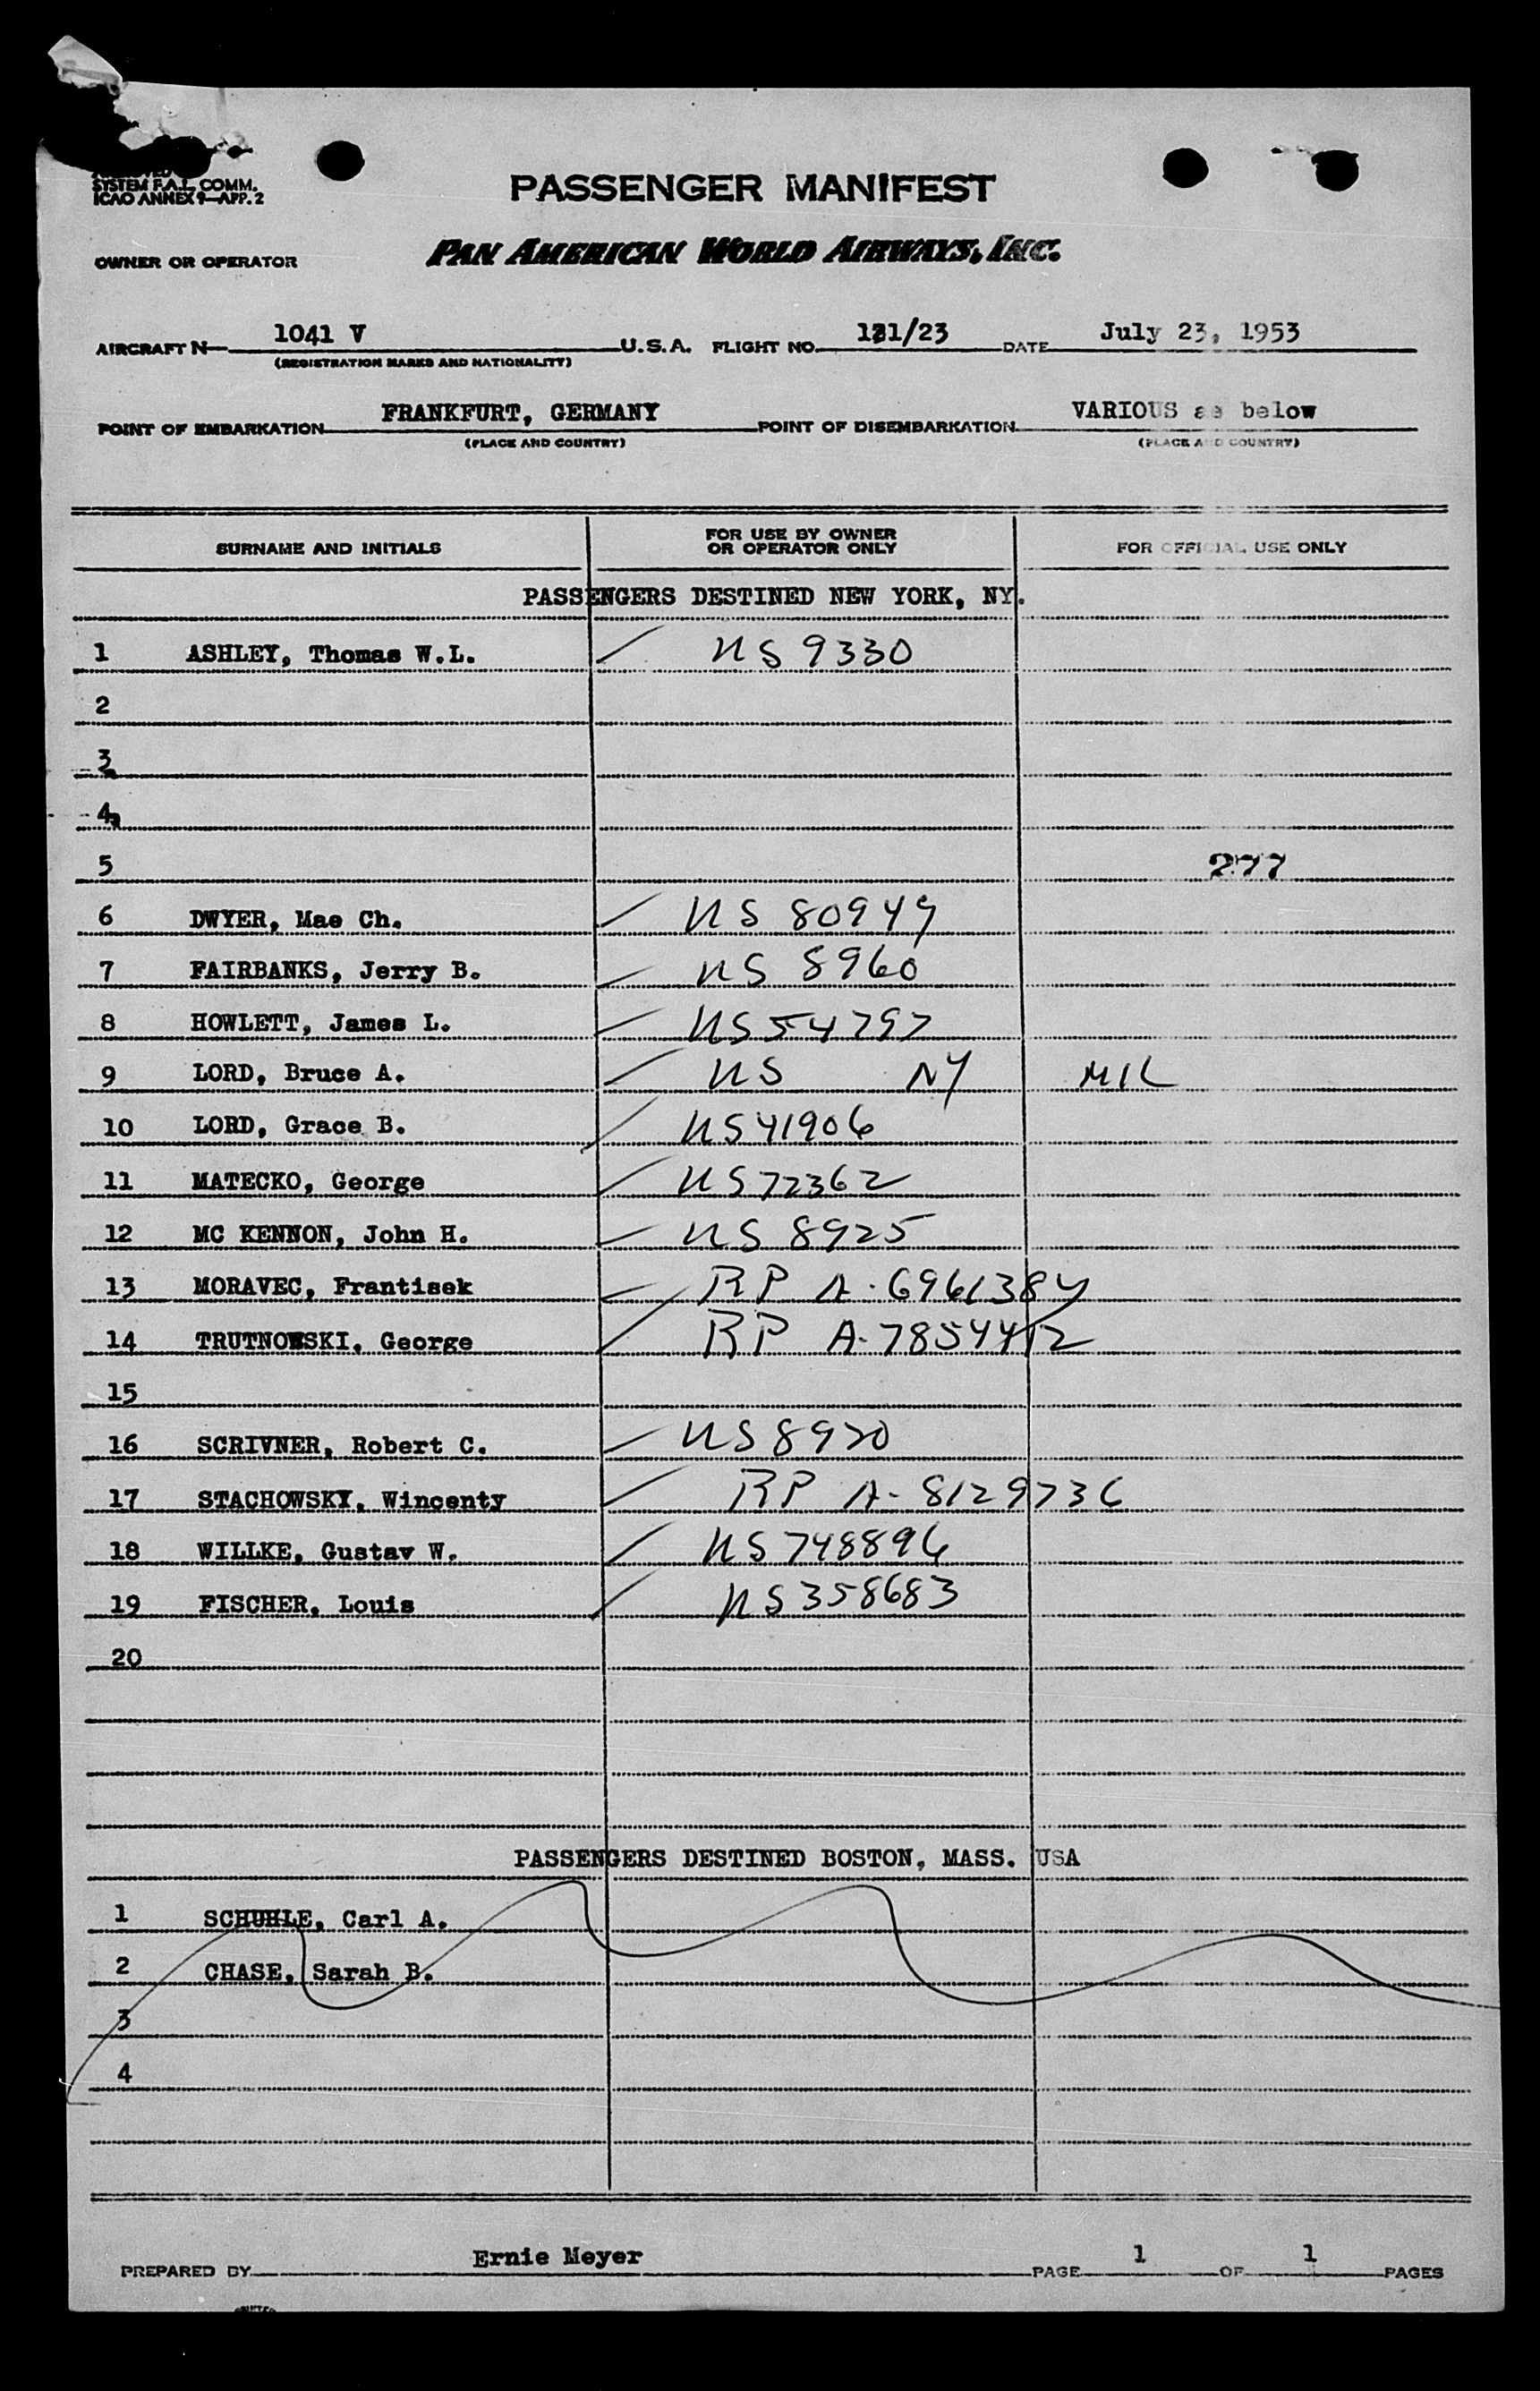 SYSTEM F.A.L. COMM.
ICAO ANNEX 9—APP. 2
PASSENGER MANIFEST
OWNER OR OPERATOR PAN AMERICAN WORLD AIRWAYS, INC.
AIRCRAFT N— 1041 V U.S.A. FLIGHT NO. 131/23 DATE July 23, 1953
(REGISTRATION MARKS AND NATIONALITY)
POINT OF EMBARKATION FRANKFURT, GERMANY POINT OF DISEMBARKATION VARIOUS as below
(PLACE AND COUNTRY) (PLACE AND COUNTRY)
SURNAME AND INITIALS FOR USE BY OWNER OR OPERATOR ONLY FOR OFFICIAL USE ONLY
PASSENGERS DESTINED NEW YORK, NY.
1 ASHLEY, Thomas W.L. US 9330
2
3
4
5 277
6 DWYER, Mae Ch. US 80949
7 FAIRBANKS, Jerry B. US 8960
8 HOWLETT, James L. US 54797
9 LORD, Bruce A. US NY MIL
10 LORD, Grace B. US 41906
11 MATECKO, George US 72362
12 MC KENNON, John H. US 8925
13 MORAVEC, Frantisek RP A-6961384
14 TRUTNOWSKI, George RP A-7854412
15
16 SCRIVNER, Robert C. US 8920
17 STACHOWSKY, Wincenty RP A-8129736
18 WILLKE, Gustav W. US 748896
19 FISCHER, Louis US 358683
20
PASSENGERS DESTINED BOSTON, MASS. USA
1 SCHUHLE, Carl A.
2 CHASE, Sarah B.
3
4
PREPARED BY Ernie Meyer PAGE 1 OF 1 PAGES